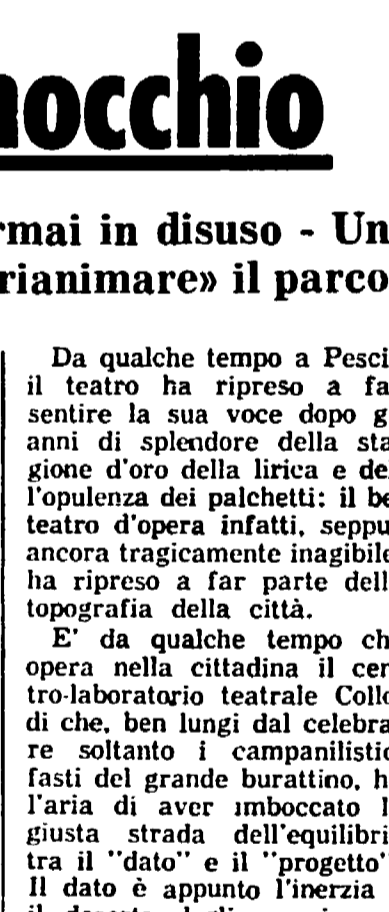 nocchio
rmai in disuso - Un
rianimare» il parco
Da qualche tempo a Pesci
il teatro ha ripreso a fa
sentire la sua voce dopo g
anni di splendore della sta
gione d'oro della lirica e de
l'opulenza dei palchetti: il be
teatro d'opera infatti, seppu
ancora tragicamente inagibile
ha ripreso a far parte dell
topografia della città.
E' da qualche tempo ch
opera nella cittadina il cen
tro-laboratorio teatrale Collo
di che, ben lungi dal celebra
re soltanto i campanilistic
fasti del grande burattino, h
l'aria di aver imboccato l
giusta strada dell'equilibri
tra il "dato" e il "progetto"
Il dato è appunto l'inerzia